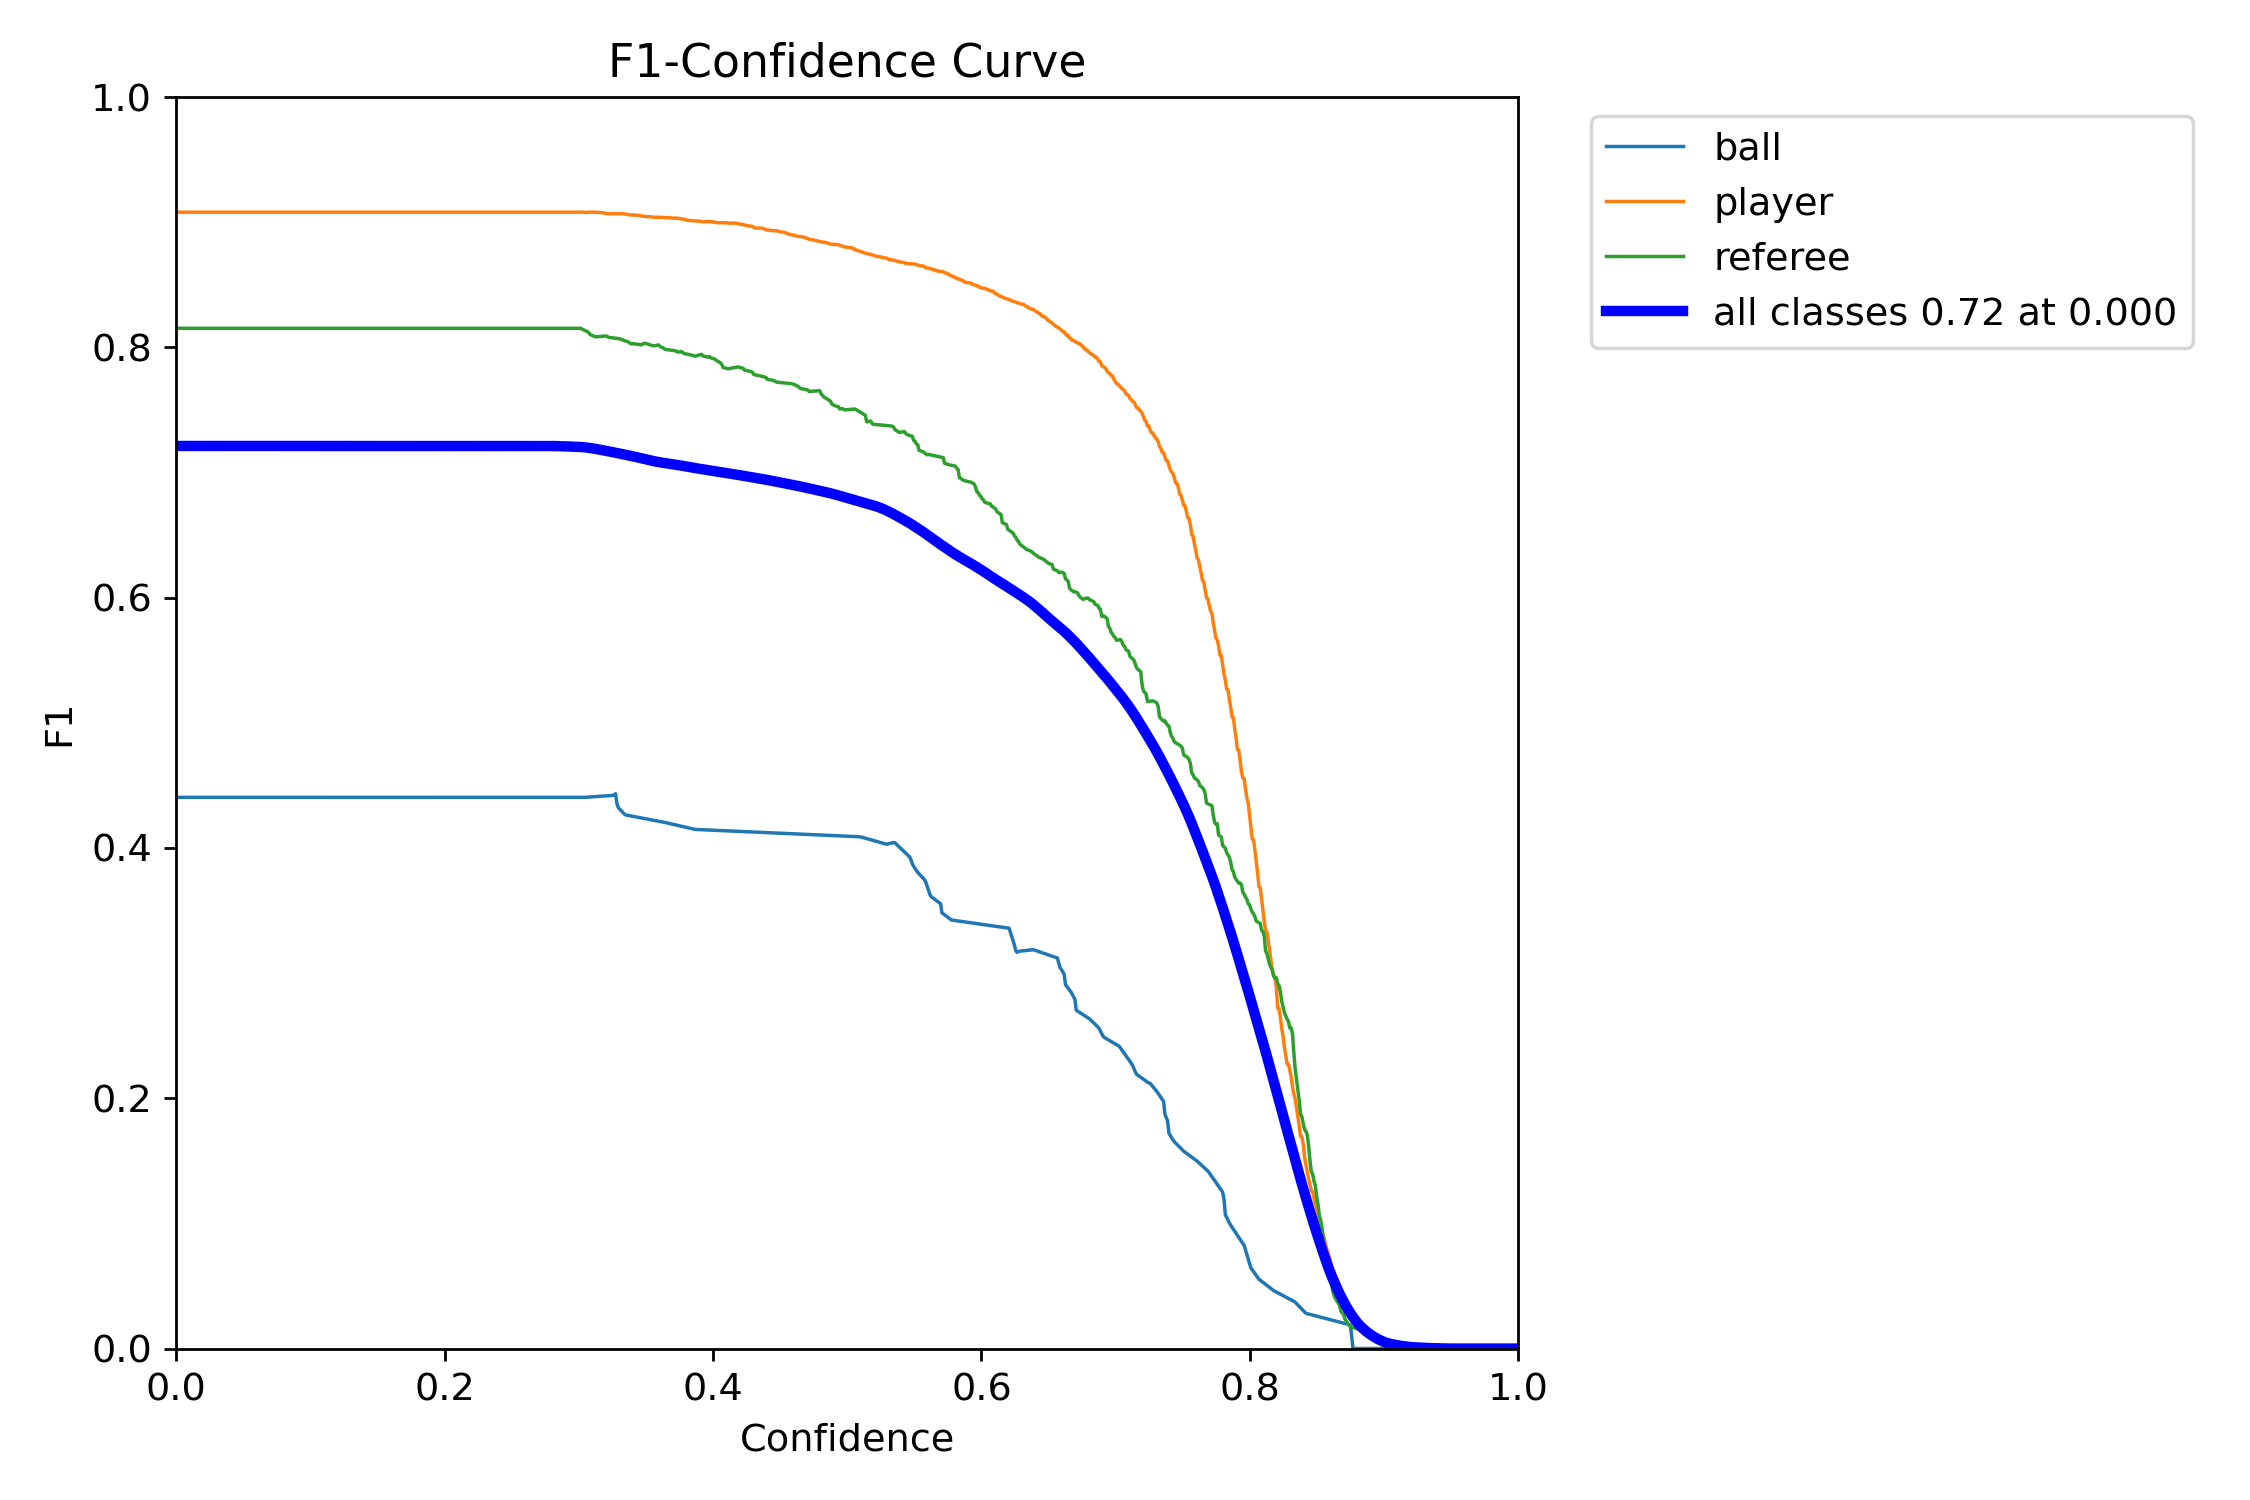 F1-Confidence Curve
1.0
0.8
0.6
0.4
0.2
0.0
F1
0.0 0.2 0.4 0.6 0.8 1.0
Confidence
ball
player
referee
all classes 0.72 at 0.000